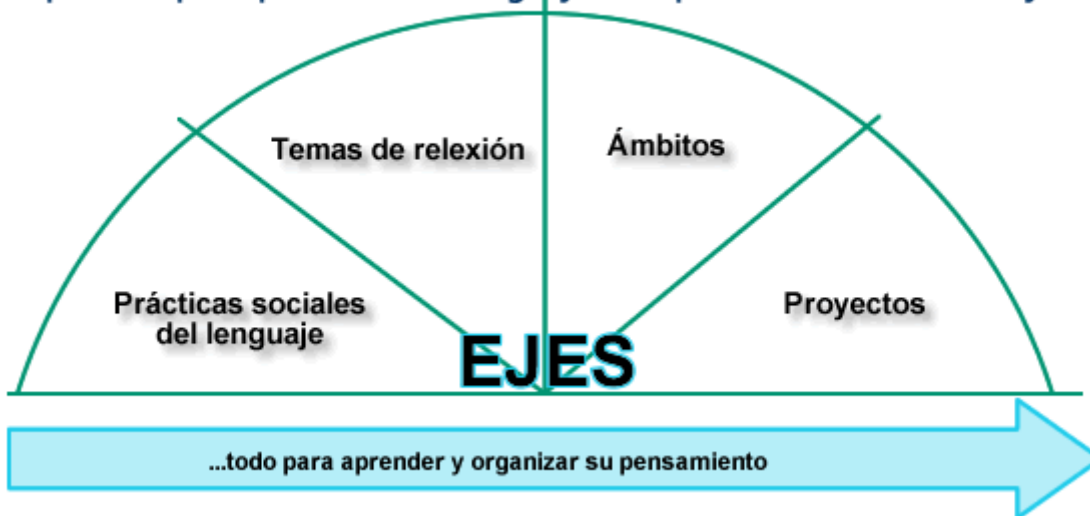 Temas de relexión
Ámbitos
Prácticas sociales
del lenguaje
Proyectos
EJES
...todo para aprender y organizar su pensamiento